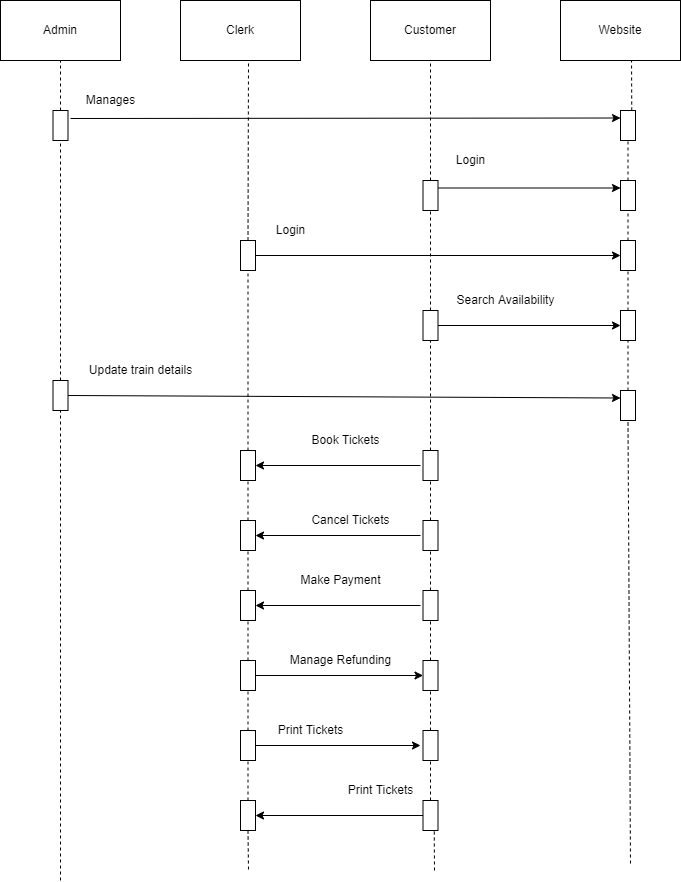 Admin
Clerk
Customer
Website
Manages
Login
Login
Search Availability
Update train details
Book Tickets
Cancel Tickets
Make Payment
Manage Refunding
Print Tickets
Print Tickets